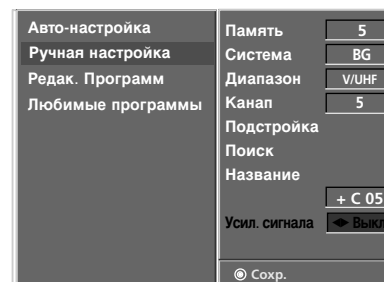 Авто-настройка
Ручная настройка
Редак. Программ
Любимые программы
Память 5
Система BG
Диапазон V/UHF
Канап 5
Подстройка
Поиск
Название
+ C 05
Усил. сигнала ◄► Выкл
Сохр.